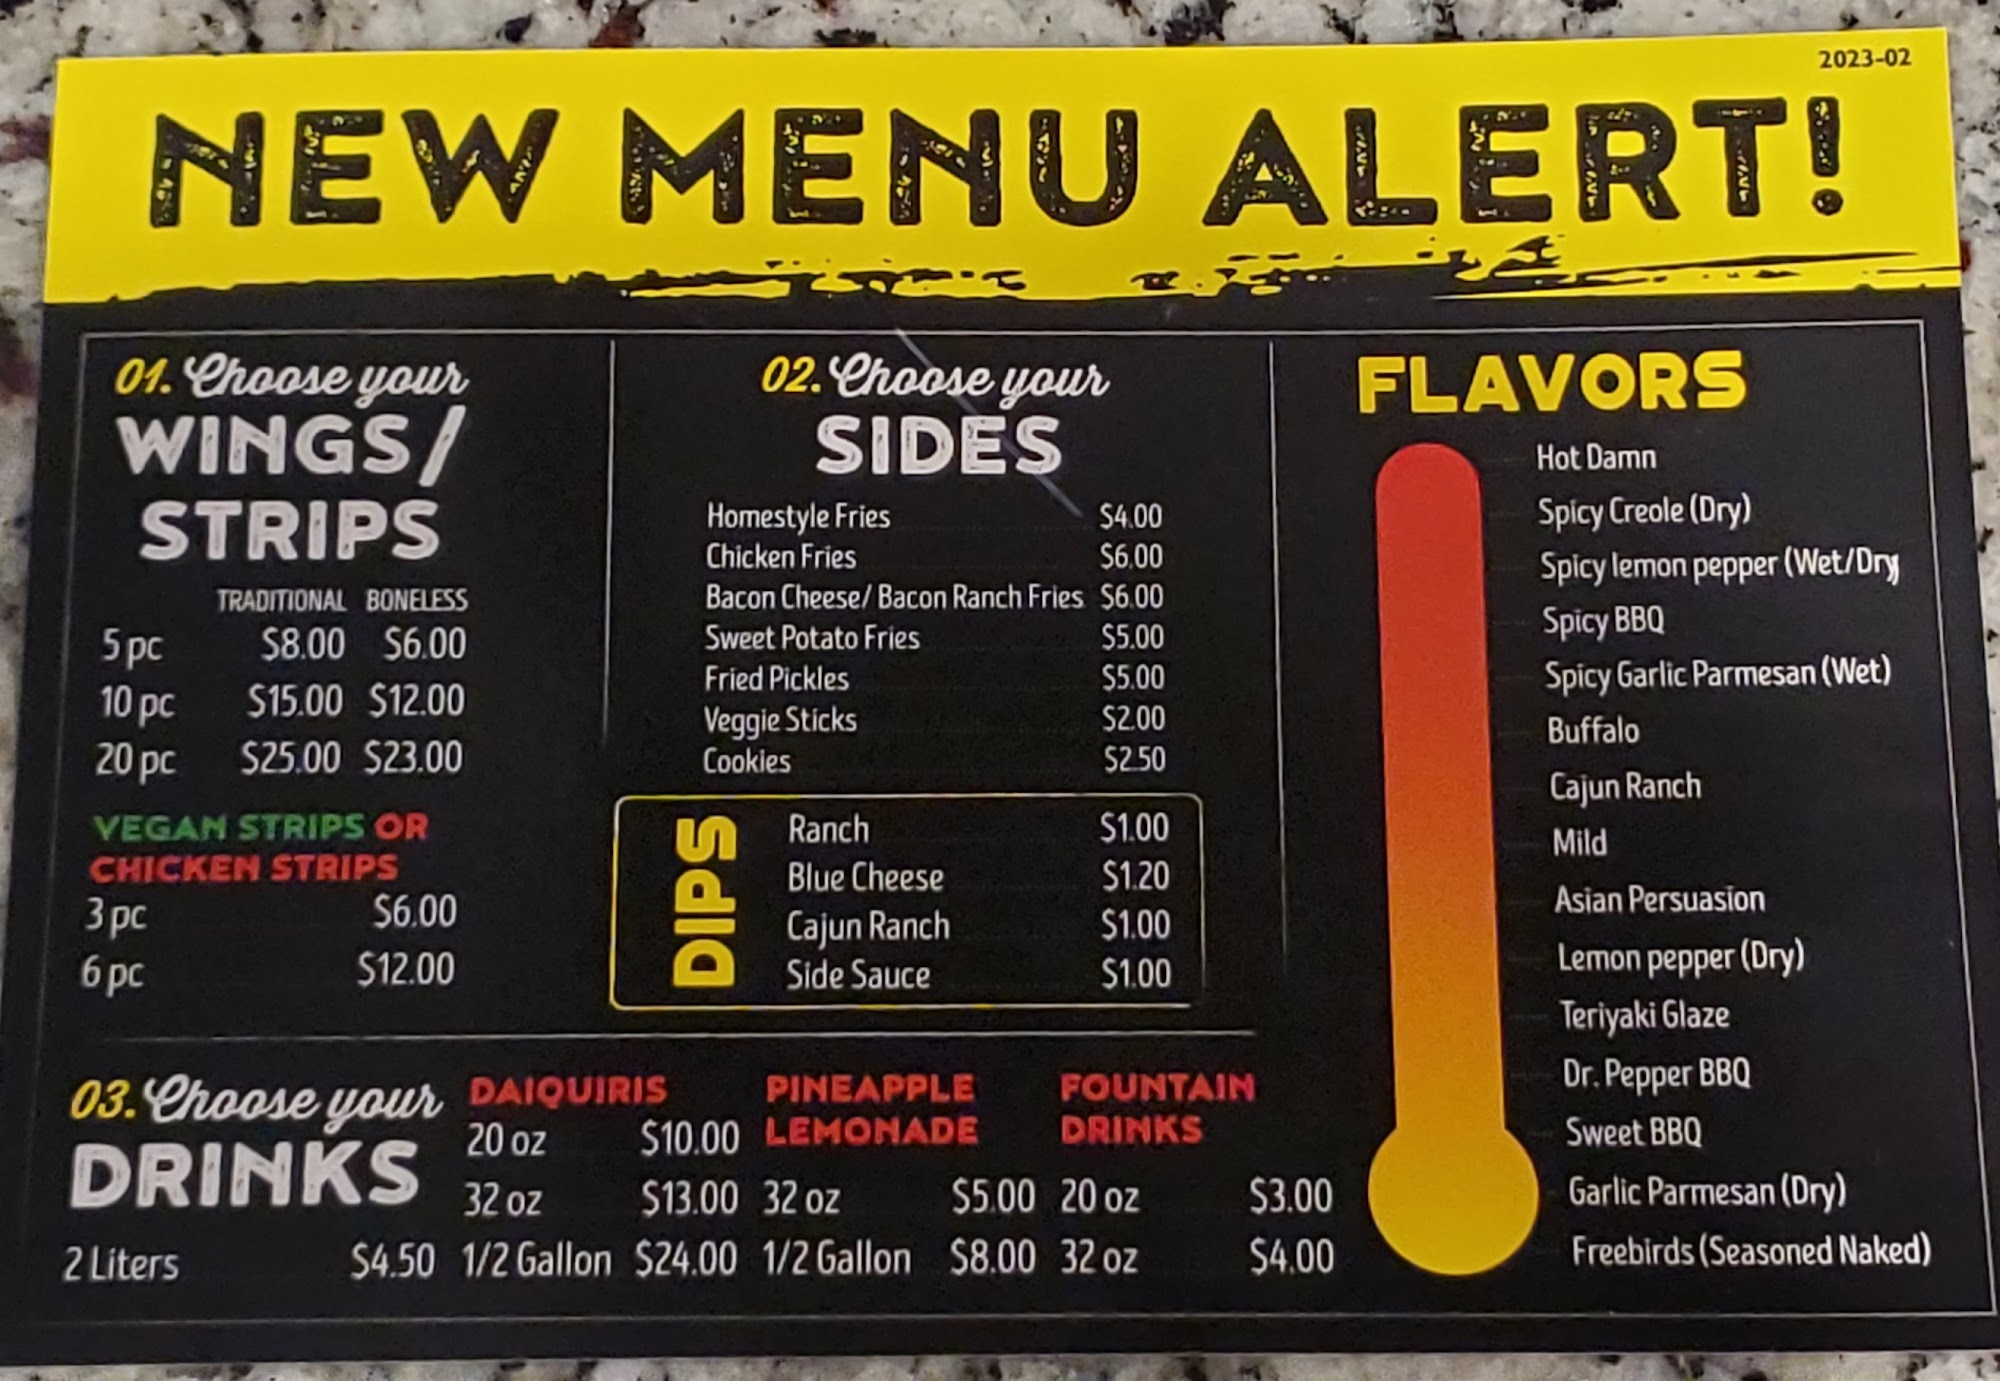 2023-02
NEW MENU ALERT!
01. Choose your
WINGS/
STRIPS
TRADITIONAL BONELESS
5 pc $8.00 $6.00
10 pc $15.00 $12.00
20 pc $25.00 $23.00
VEGAN STRIPS OR
CHICKEN STRIPS
3 pc $6.00
6 pc $12.00
02. Choose your
SIDES
Homestyle Fries $4.00
Chicken Fries $6.00
Bacon Cheese/ Bacon Ranch Fries $6.00
Sweet Potato Fries $5.00
Fried Pickles $5.00
Veggie Sticks $2.00
Cookies $2.50
DIPS
Ranch $1.00
Blue Cheese $1.20
Cajun Ranch $1.00
Side Sauce $1.00
FLAVORS
Hot Damn
Spicy Creole (Dry)
Spicy lemon pepper (Wet/Dry
Spicy BBQ
Spicy Garlic Parmesan (Wet)
Buffalo
Cajun Ranch
Mild
Asian Persuasion
Lemon pepper (Dry)
Teriyaki Glaze
Dr. Pepper BBQ
Sweet BBQ
Garlic Parmesan (Dry)
Freebirds (Seasoned Naked)
03. Choose your
DRINKS
2 Liters $4.50
DAIQUIRIS
20 oz $10.00
32 oz $13.00
1/2 Gallon $24.00
PINEAPPLE
LEMONADE
32 oz $5.00
1/2 Gallon $8.00
FOUNTAIN
DRINKS
20 oz $3.00
32 oz $4.00